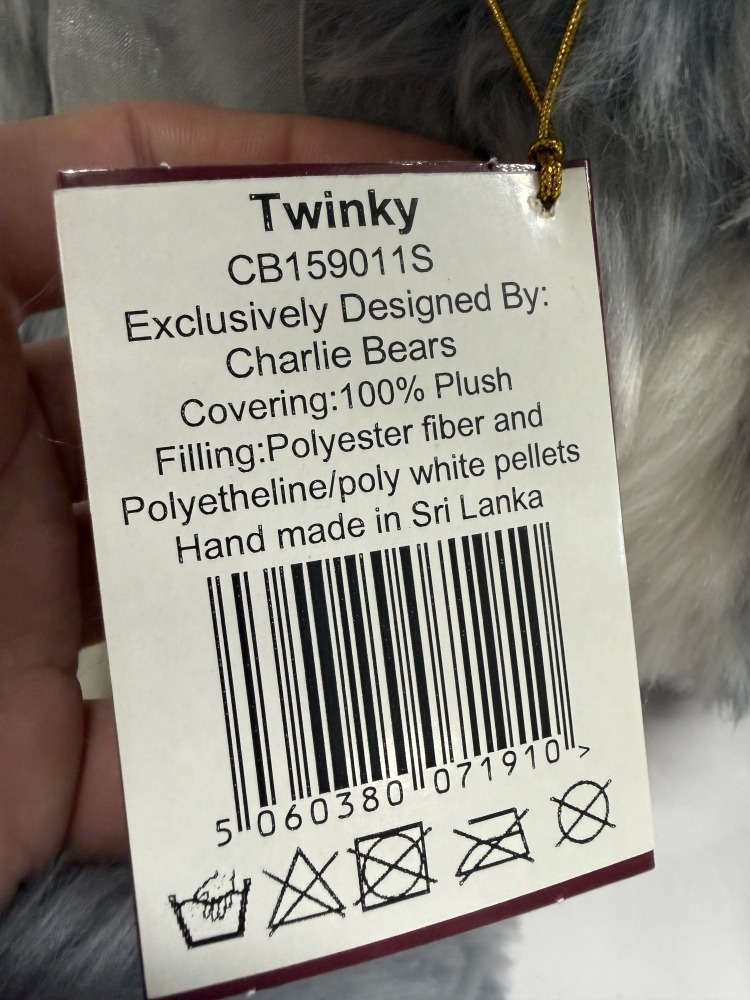 Twinky
CB159011S
Exclusively Designed By:
Charlie Bears
Covering:100% Plush
Filling:Polyester fiber and
Polyetheline/poly white pellets
Hand made in Sri Lanka
5 060380 071910 >